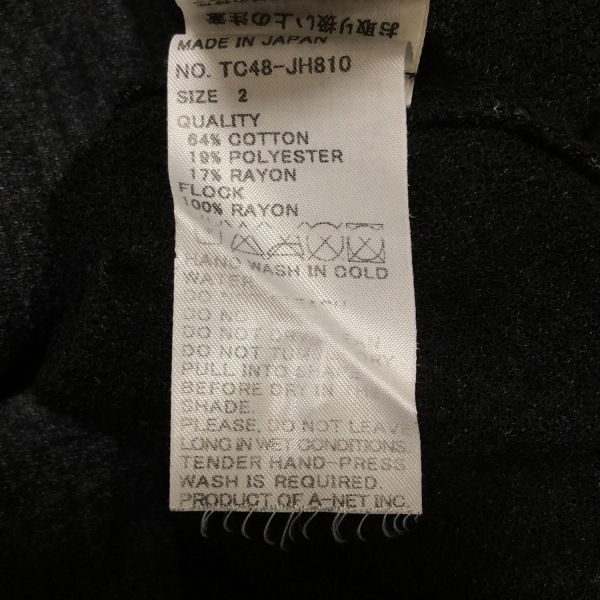 お取り扱い上の注意
MADE IN JAPAN
NO. TC48-JH810
SIZE 2
QUALITY
64% COTTON
19% POLYESTER
17% RAYON
FLOCK
100% RAYON
HAND WASH IN COLD
WATER
DO NOT
DO
DO NOT
DO NOT TUMBLE DRY
PULL INTO
BEFORE DRY IN
SHADE.
PLEASE, DO NOT LEAVE
LONG IN WET CONDITIONS.
TENDER HAND-PRESS
WASH IS REQUIRED.
PRODUCT OF A-NET INC.